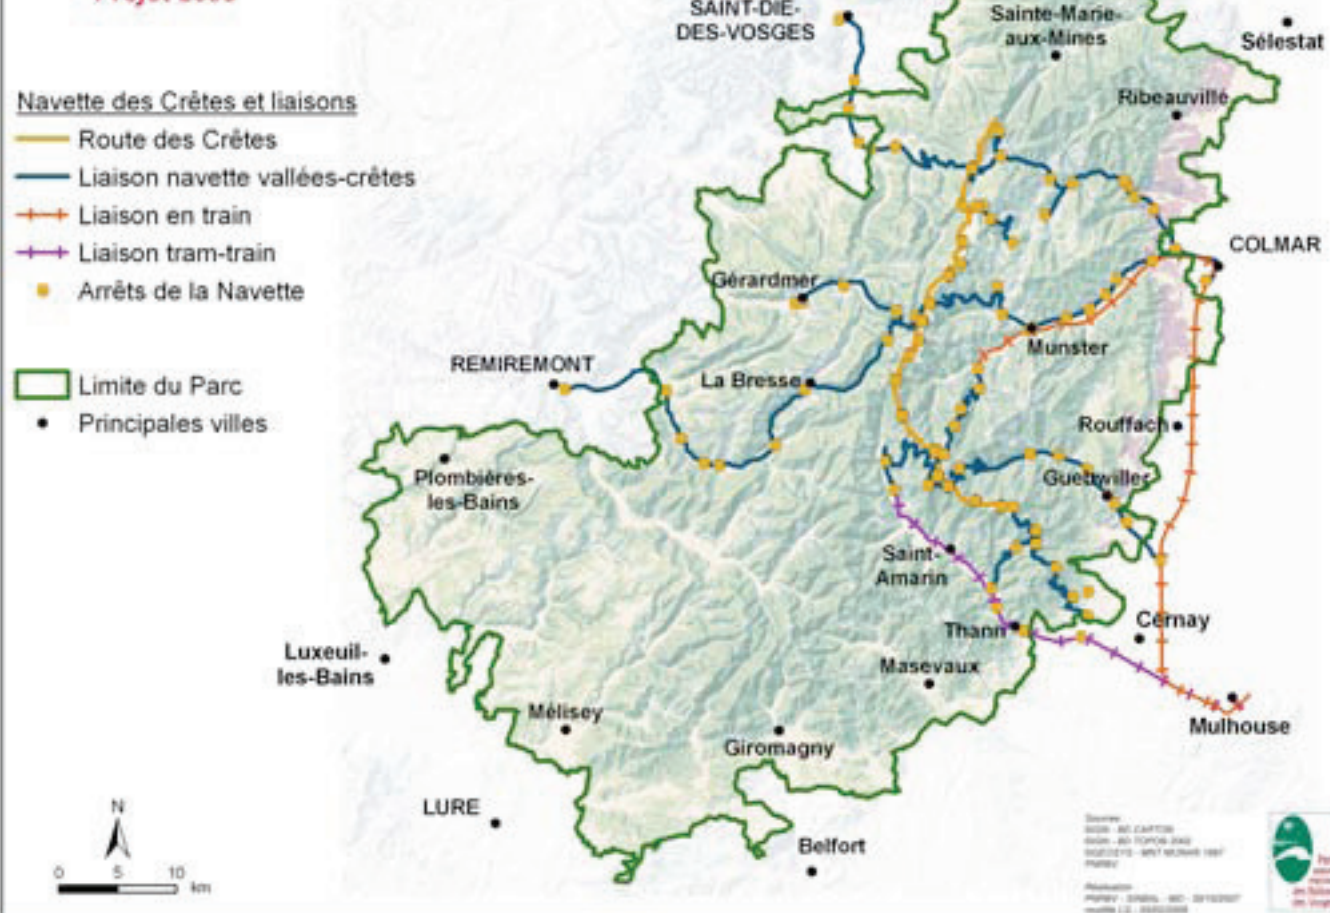 SAINT-DIE-
DES-VOSGES
Sainte-Marie-
aux-Mines
Sélestat
Navette des Crêtes et liaisons
Route des Crêtes
Liaison navette vallées-crêtes
Liaison en train
Liaison tram-train
Arrêts de la Navette
Limite du Parc
Principales villes
Ribeauvillé
COLMAR
Gérardmer
Munster
REMIREMONT
La Bresse
Rouffach
Plombières-
les-Bains
Guebwiller
Saint-
Amarin
Thann
Cernay
Luxeuil-
les-Bains
Masevaux
Mélisey
Giromagny
Mulhouse
LURE
Belfort
N
0 5 10
km